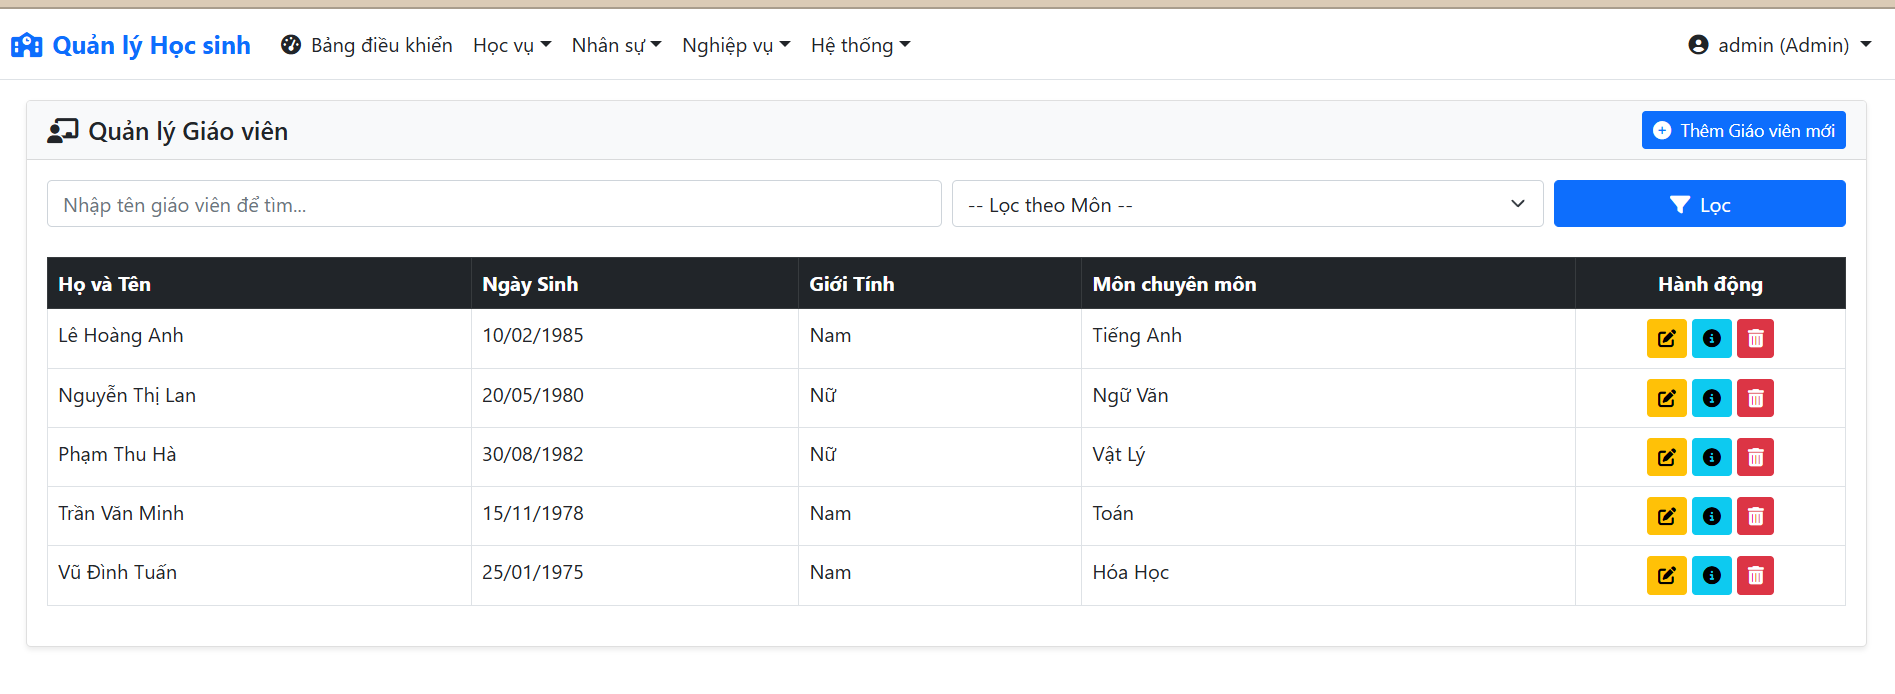 Quản lý Học sinh Bảng điều khiển Học vụ Nhân sự Nghiệp vụ Hệ thống admin (Admin)
Quản lý Giáo viên Thêm Giáo viên mới
Nhập tên giáo viên để tìm... -- Lọc theo Môn -- Lọc
Họ và Tên Ngày Sinh Giới Tính Môn chuyên môn Hành động
Lê Hoàng Anh 10/02/1985 Nam Tiếng Anh
Nguyễn Thị Lan 20/05/1980 Nữ Ngữ Văn
Phạm Thu Hà 30/08/1982 Nữ Vật Lý
Trần Văn Minh 15/11/1978 Nam Toán
Vũ Đình Tuấn 25/01/1975 Nam Hóa Học